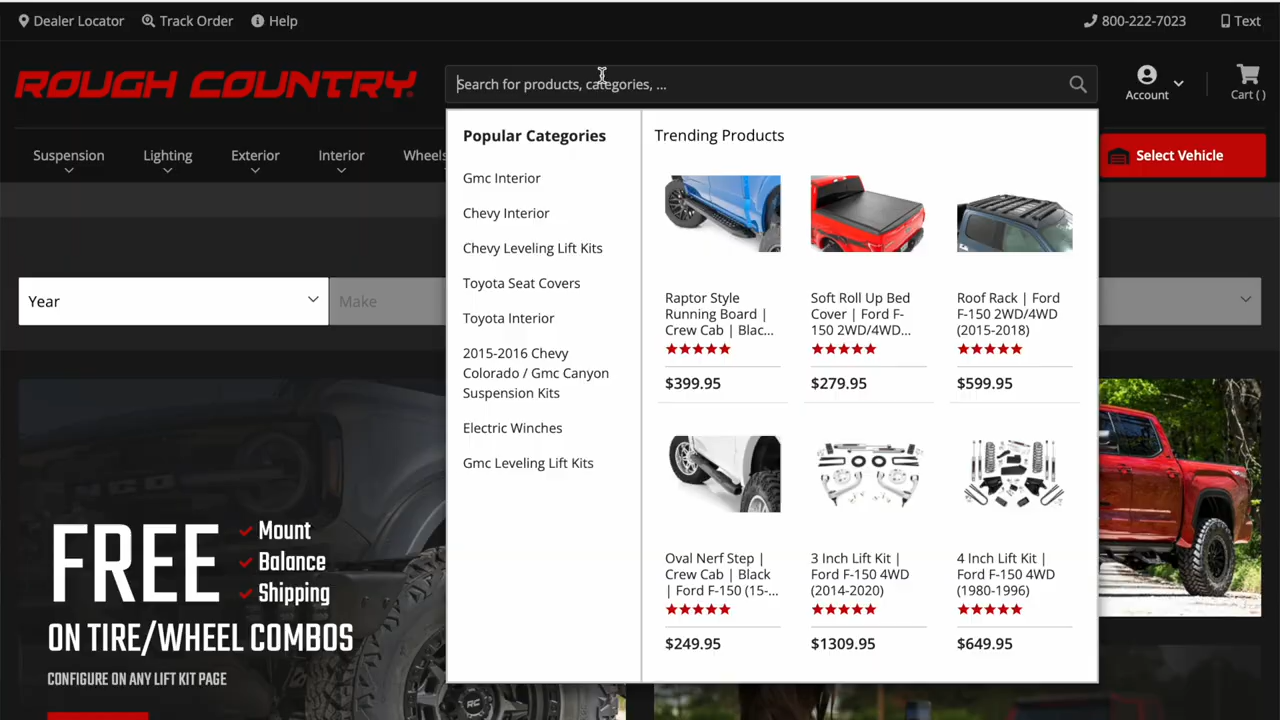 Dealer Locator
Track Order
Help
800-222-7023
Text
ROUGH COUNTRY
Search for products, categories, ...
Account
Cart ( )
Suspension
Lighting
Exterior
Interior
Wheels
Select Vehicle
Popular Categories
Gmc Interior
Chevy Interior
Chevy Leveling Lift Kits
Toyota Seat Covers
Toyota Interior
2015-2016 Chevy
Colorado / Gmc Canyon
Suspension Kits
Electric Winches
Gmc Leveling Lift Kits
Trending Products
Raptor Style
Running Board |
Crew Cab | Blac...
$399.95
Soft Roll Up Bed
Cover | Ford F-
150 2WD/4WD...
$279.95
Roof Rack | Ford
F-150 2WD/4WD
(2015-2018)
$599.95
Oval Nerf Step |
Crew Cab | Black
| Ford F-150 (15-...
$249.95
3 Inch Lift Kit |
Ford F-150 4WD
(2014-2020)
$1309.95
4 Inch Lift Kit |
Ford F-150 4WD
(1980-1996)
$649.95
Year
Make
FREE
Mount
Balance
Shipping
ON TIRE/WHEEL COMBOS
CONFIGURE ON ANY LIFT KIT PAGE
RC